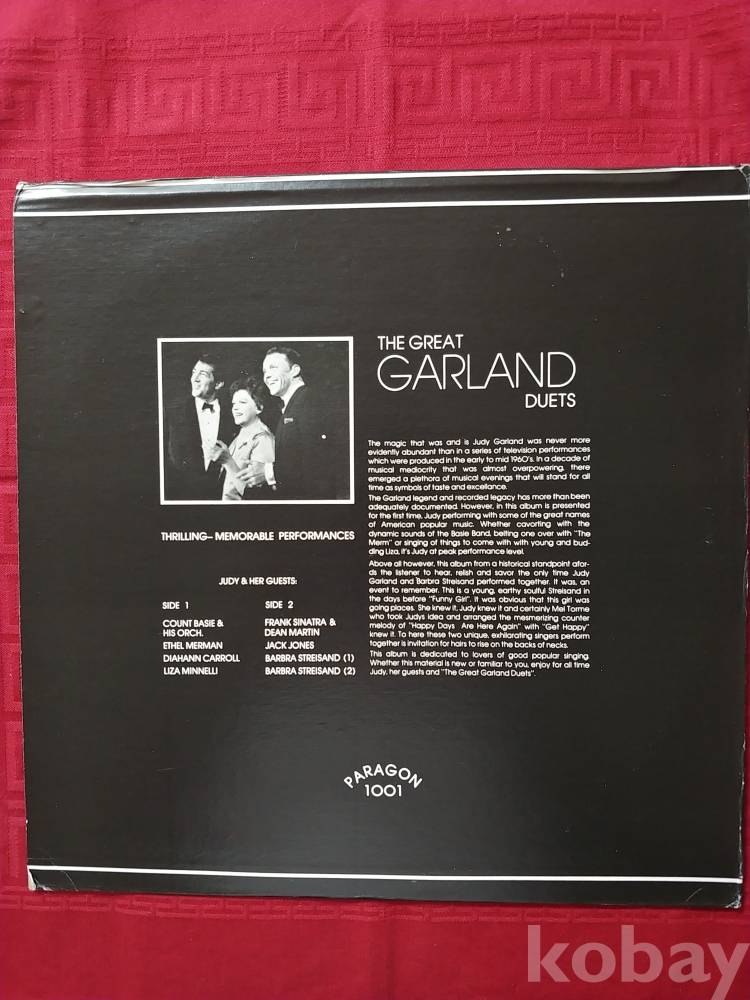 THE GREAT
GARLAND
DUETS
The magic that was and is Judy Garland was never more
evidently abundant than in a series of television performances
which were produced in the early to mid 1960's. In a decade of
musical mediocrity that was almost overpowering, there
emerged a plethora of musical evenings that will stand for all
time as symbols of taste and excellance.
The Garland legend and recorded legacy has more than been
adequately documented. However, in this album is presented
for the first time, Judy performing with some of the great names
of American popular music. Whether cavorting with the
dynamic sounds of the Basie Band, belting one over with "The
Merm" or singing of things to come with with young and bud-
ding Liza, it's Judy at peak performance level.
Above all however, this album from a historical standpoint afor-
ds the listener to hear, relish and savor the only time Judy
Garland and Barbra Streisand performed together. It was, an
event to remember. This is a young, earthy soulful Streisand in
the days before "Funny Girl". It was obvious that this girl was
going places. She knew it, Judy knew it and certainly Mel Torme
who took Judys idea and arranged the mesmerizing counter
melody of "Happy Days Are Here Again" with "Get Happy"
knew it. To here these two unique, exhilarating singers perform
together is invitation for hairs to rise on the backs of necks.
This album is dedicated to lovers of good popular singing.
Whether this material is new or familiar to you, enjoy for all time
Judy, her guests and "The Great Garland Duets".
THRILLING—MEMORABLE PERFORMANCES
JUDY & HER GUESTS:
SIDE 1
COUNT BASIE &
HIS ORCH.
ETHEL MERMAN
DIAHANN CARROLL
LIZA MINNELLI
SIDE 2
FRANK SINATRA &
DEAN MARTIN
JACK JONES
BARBRA STREISAND (1)
BARBRA STREISAND (2)
PARAGON
1001
kobay